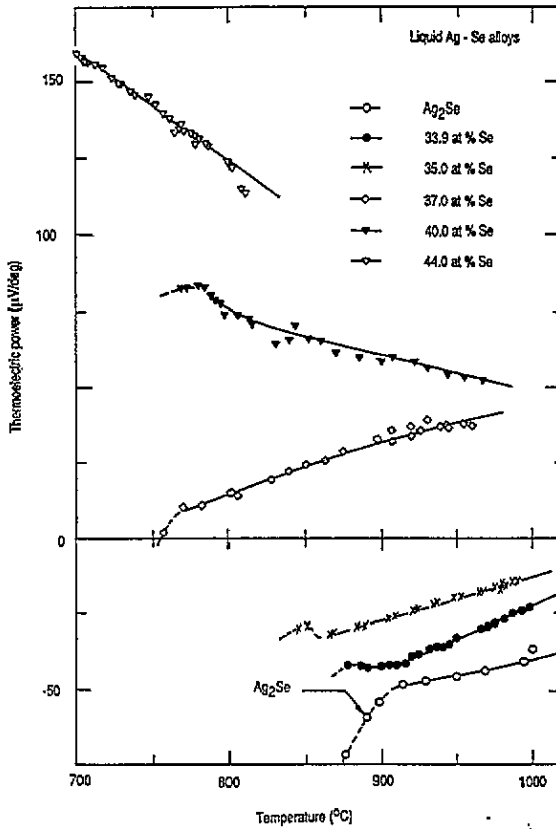 Liquid Ag - Se alloys
Ag2Se
33.9 at % Se
35.0 at % Se
37.0 at % Se
40.0 at % Se
44.0 at % Se
150
100
50
0
-50
Thermoelectric power (μV/deg)
Ag2Se
700
800
900
1000
Temperature (°C)